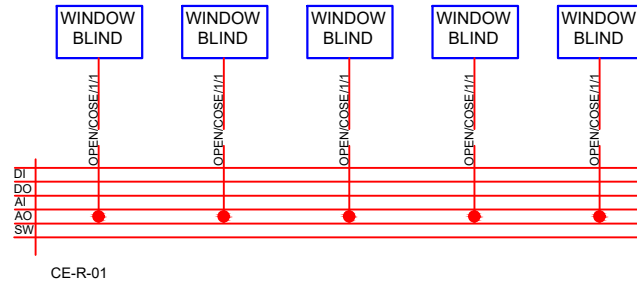 WINDOW
BLIND
WINDOW
BLIND
WINDOW
BLIND
WINDOW
BLIND
WINDOW
BLIND
OPEN/COSE/1/1
OPEN/COSE/1/1
OPEN/COSE/1/1
OPEN/COSE/1/1
OPEN/COSE/1/1
DI
DO
AI
AO
SW
CE-R-01